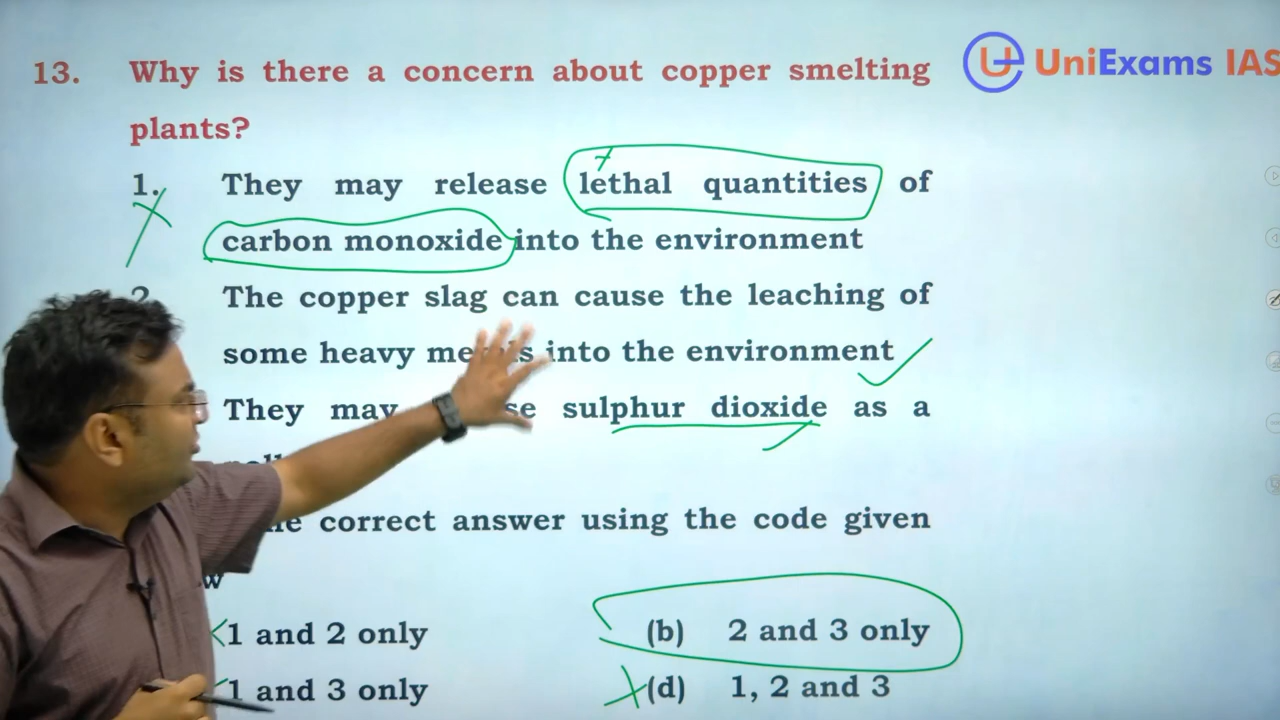 UniExams IAS
13. Why is there a concern about copper smelting
plants?
1. They may release lethal quantities of
carbon monoxide into the environment
2. The copper slag can cause the leaching of
some heavy into the environment
They may sulphur dioxide as a
correct answer using the code given
1 and 2 only
(b) 2 and 3 only
1 and 3 only
(d) 1, 2 and 3